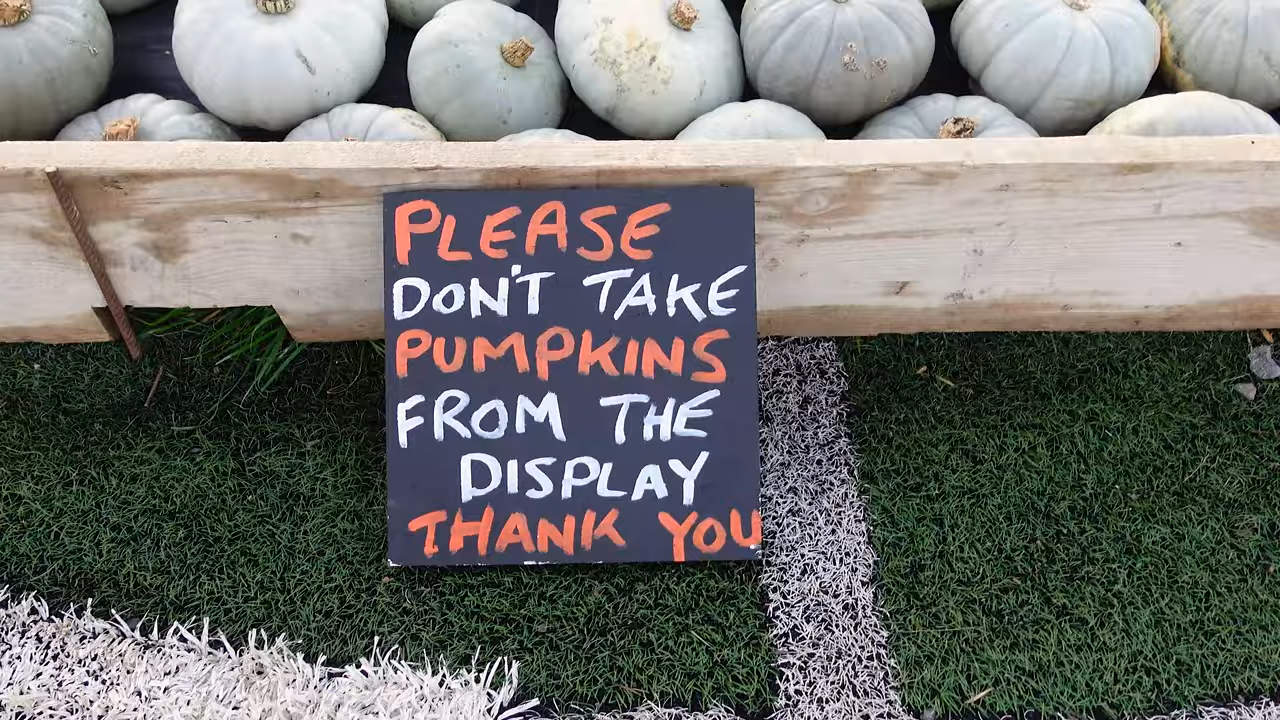 PLEASE
DON'T TAKE
PUMPKINS
FROM THE
DISPLAY
THANK YOU